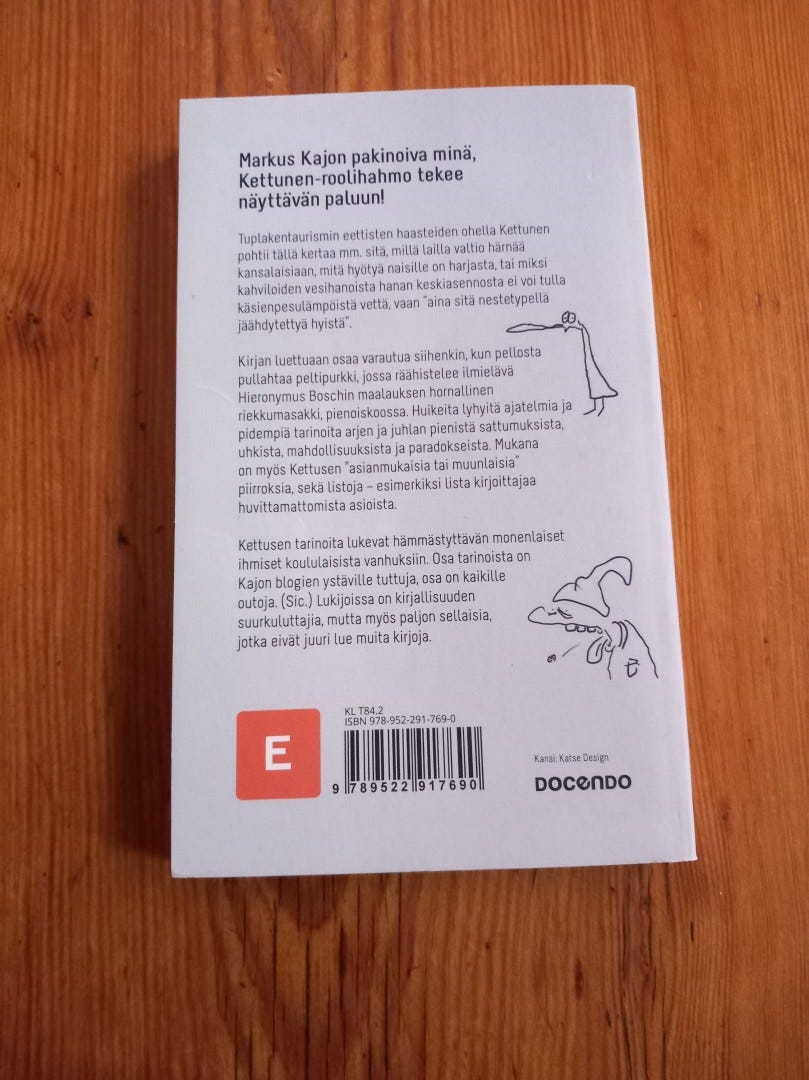 Markus Kajon pakinoiva minä,
Kettunen-roolihahmo tekee
näyttävän paluun!
Tuplakentaurismin eettisten haasteiden ohella Kettunen
pohtii tällä kertaa mm. sitä, millä lailla valtio härnää
kansalaisiaan, mitä hyötyä naisille on harjasta, tai miksi
kahviloiden vesihanoista hanan keskiasennosta ei voi tulla
käsienpesulämpöistä vettä, vaan "aina sitä nestetypellä
jäähdytettyä hyistä".
Kirjan luettuaan osaa varautua siihenkin, kun pellosta
pullahtaa peltipurkki, jossa räähistelee ilmielävä
Hieronymus Boschin maalauksen hornallinen
riekkumasakki, pienoiskoossa. Huikeita lyhyitä ajatelmia ja
pidempiä tarinoita arjen ja juhlan pienistä sattumuksista,
uhkista, mahdollisuuksista ja paradokseista. Mukana
on myös Kettusen "asianmukaisia tai muunlaisia"
piirroksia, sekä listoja – esimerkiksi lista kirjoittajaa
huvittamattomista asioista.
Kettusen tarinoita lukevat hämmästyttävän monenlaiset
ihmiset koululaisista vanhuksiin. Osa tarinoista on
Kajon blogien ystäville tuttuja, osa on kaikille
outoja. (Sic.) Lukijoissa on kirjallisuuden
suurkuluttajia, mutta myös paljon sellaisia,
jotka eivät juuri lue muita kirjoja.
E
KL T84.2
ISBN 978-952-291-769-0
9 789522 917690
Kansi: Katse Design
DOCENDO